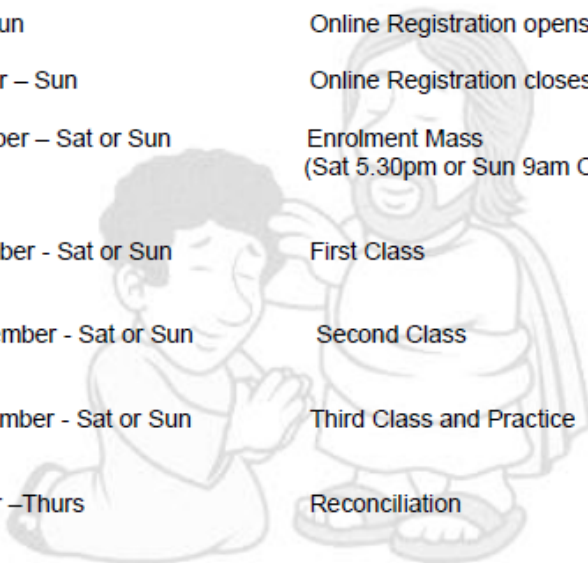 un Online Registration opens
r – Sun Online Registration closes
ber – Sat or Sun Enrolment Mass
(Sat 5.30pm or Sun 9am
ber - Sat or Sun First Class
ember - Sat or Sun Second Class
mber - Sat or Sun Third Class and Practice
r –Thurs Reconciliation